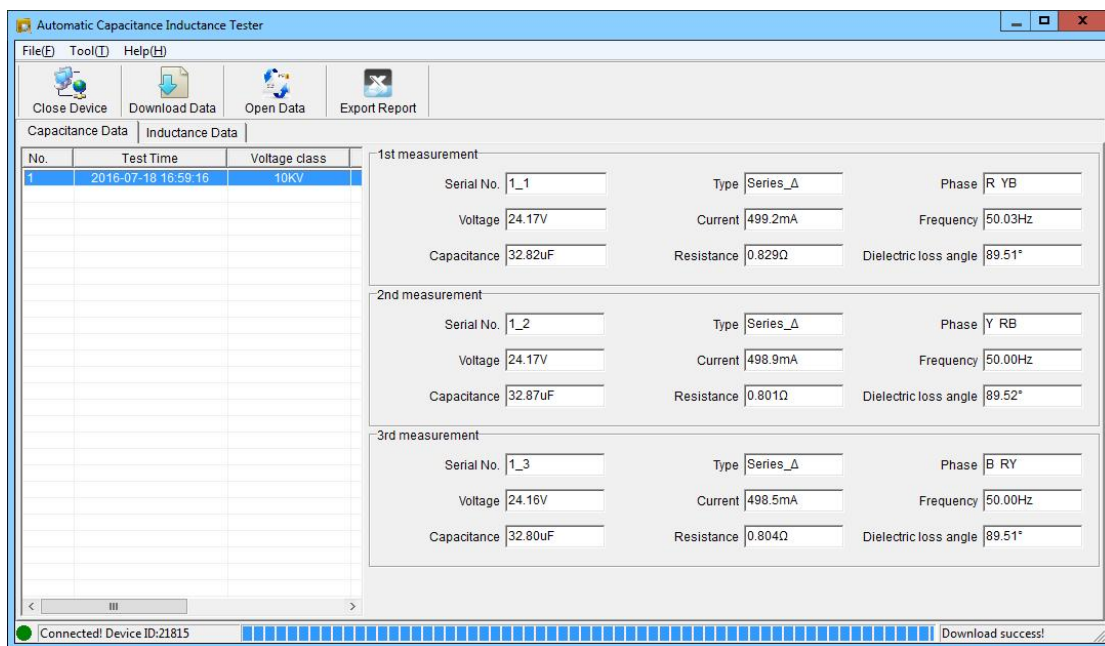 Automatic Capacitance Inductance Tester
File(F) Tool(T) Help(H)
Close Device Download Data Open Data Export Report
Capacitance Data Inductance Data
No. Test Time Voltage class
1 2016-07-18 16:59:16 10KV
1st measurement
Serial No. 1_1 Type Series_Δ Phase R YB
Voltage 24.17V Current 499.2mA Frequency 50.03Hz
Capacitance 32.82uF Resistance 0.829Ω Dielectric loss angle 89.51°
2nd measurement
Serial No. 1_2 Type Series_Δ Phase Y RB
Voltage 24.17V Current 498.9mA Frequency 50.00Hz
Capacitance 32.87uF Resistance 0.801Ω Dielectric loss angle 89.52°
3rd measurement
Serial No. 1_3 Type Series_Δ Phase B RY
Voltage 24.16V Current 498.5mA Frequency 50.00Hz
Capacitance 32.80uF Resistance 0.804Ω Dielectric loss angle 89.51°
Connected! Device ID:21815 Download success!